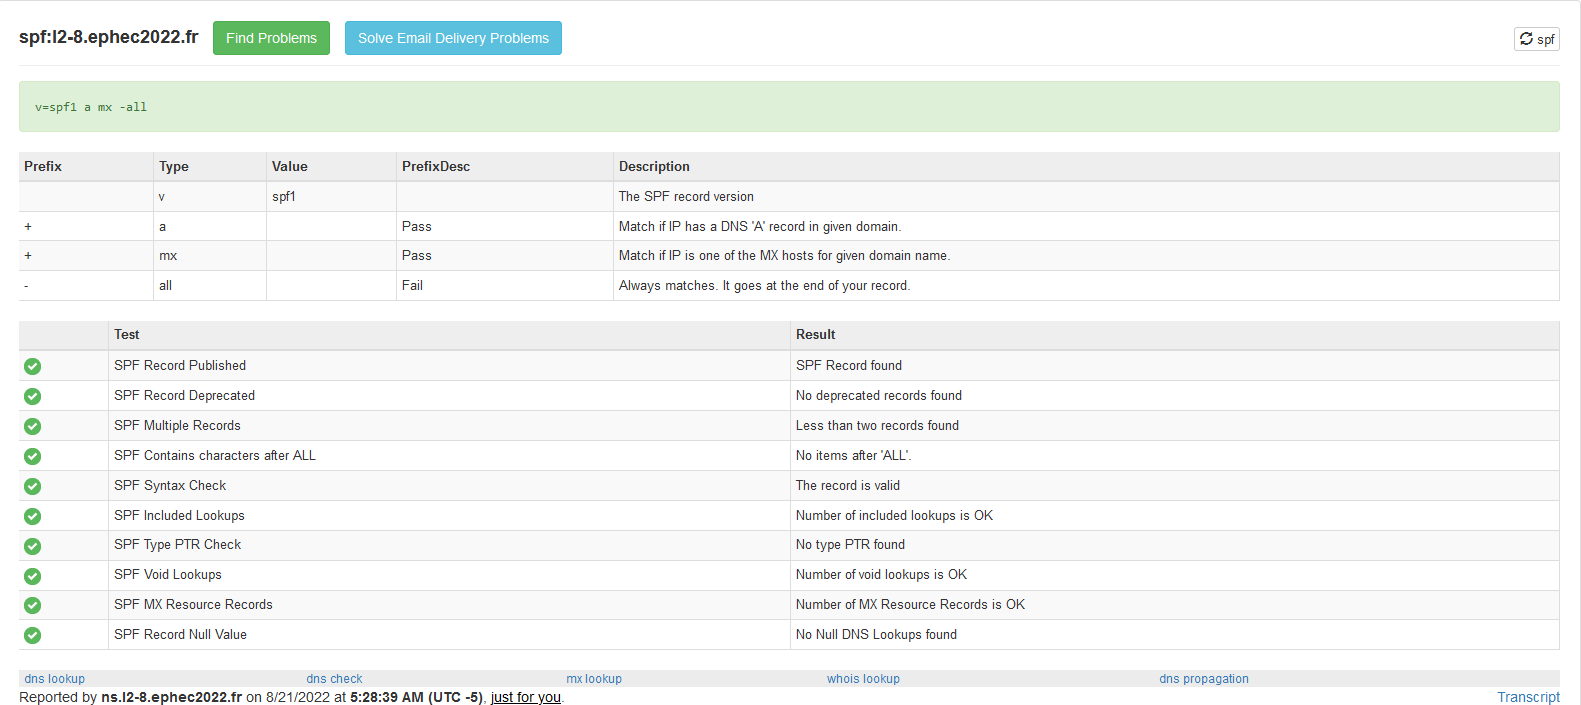 spf:l2-8.ephec2022.fr Find Problems Solve Email Delivery Problems spf
v=spf1 a mx -all
Prefix Type Value PrefixDesc Description
v spf1 The SPF record version
+ a Pass Match if IP has a DNS 'A' record in given domain.
+ mx Pass Match if IP is one of the MX hosts for given domain name.
- all Fail Always matches. It goes at the end of your record.
Test Result
SPF Record Published SPF Record found
SPF Record Deprecated No deprecated records found
SPF Multiple Records Less than two records found
SPF Contains characters after ALL No items after 'ALL'.
SPF Syntax Check The record is valid
SPF Included Lookups Number of included lookups is OK
SPF Type PTR Check No type PTR found
SPF Void Lookups Number of void lookups is OK
SPF MX Resource Records Number of MX Resource Records is OK
SPF Record Null Value No Null DNS Lookups found
dns lookup dns check mx lookup whois lookup dns propagation
Reported by ns.l2-8.ephec2022.fr on 8/21/2022 at 5:28:39 AM (UTC -5), just for you. Transcript